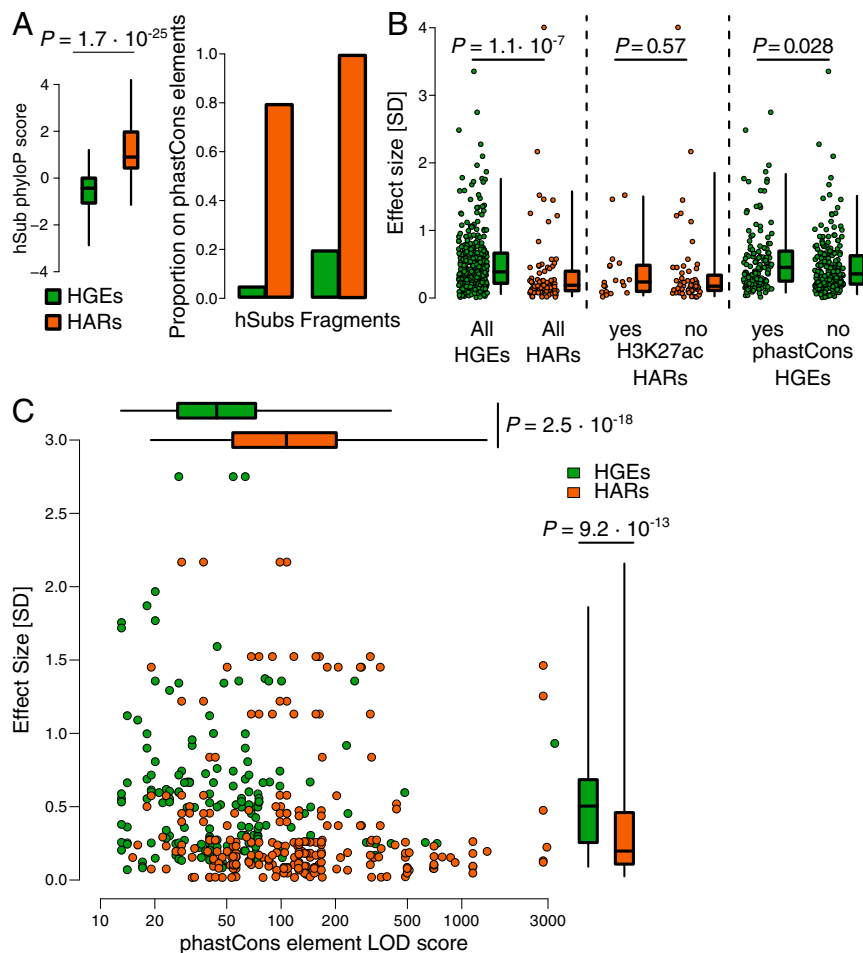 A
P = 1.7 · 10-25
hSub phyloP score
4
2
0
−2
−4
HGEs
HARs
Proportion on phastCons elements
1.0
0.8
0.6
0.4
0.2
0.0
hSubs Fragments
B
P = 1.1· 10-7
P = 0.57
P = 0.028
Effect size [SD]
4
3
2
1
0
All HGEs
All HARs
yes no
H3K27ac
HARs
yes no
phastCons
HGEs
C
P = 2.5 · 10-18
HGEs
HARs
P = 9.2 · 10-13
Effect Size [SD]
3.0
2.5
2.0
1.5
1.0
0.5
0.0
10 20 50 100 200 500 1000 3000
phastCons element LOD score